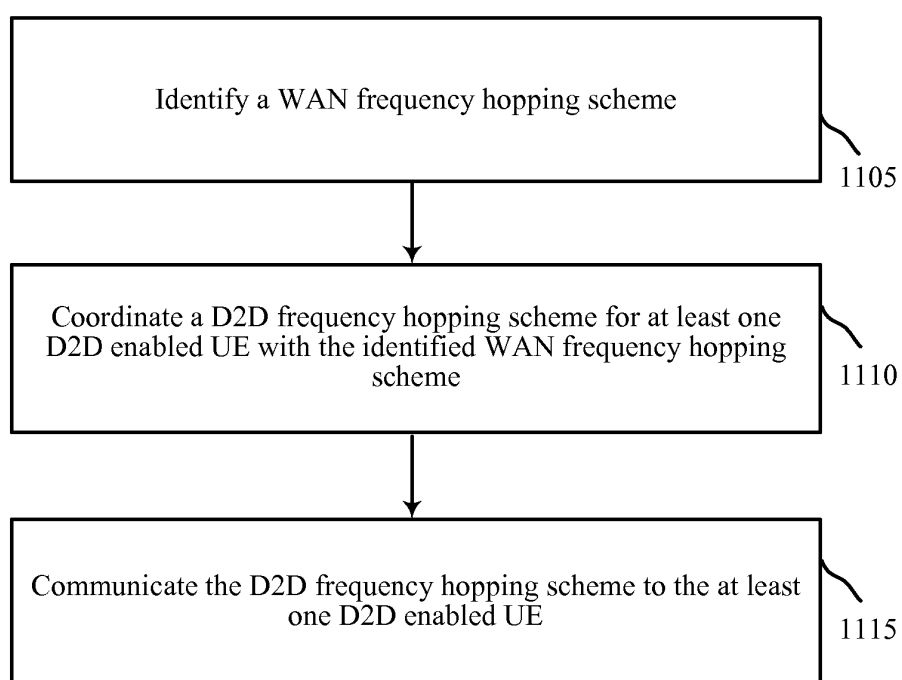 Identify a WAN frequency hopping scheme
1105
Coordinate a D2D frequency hopping scheme for at least one
D2D enabled UE with the identified WAN frequency hopping
scheme
1110
Communicate the D2D frequency hopping scheme to the at least
one D2D enabled UE
1115